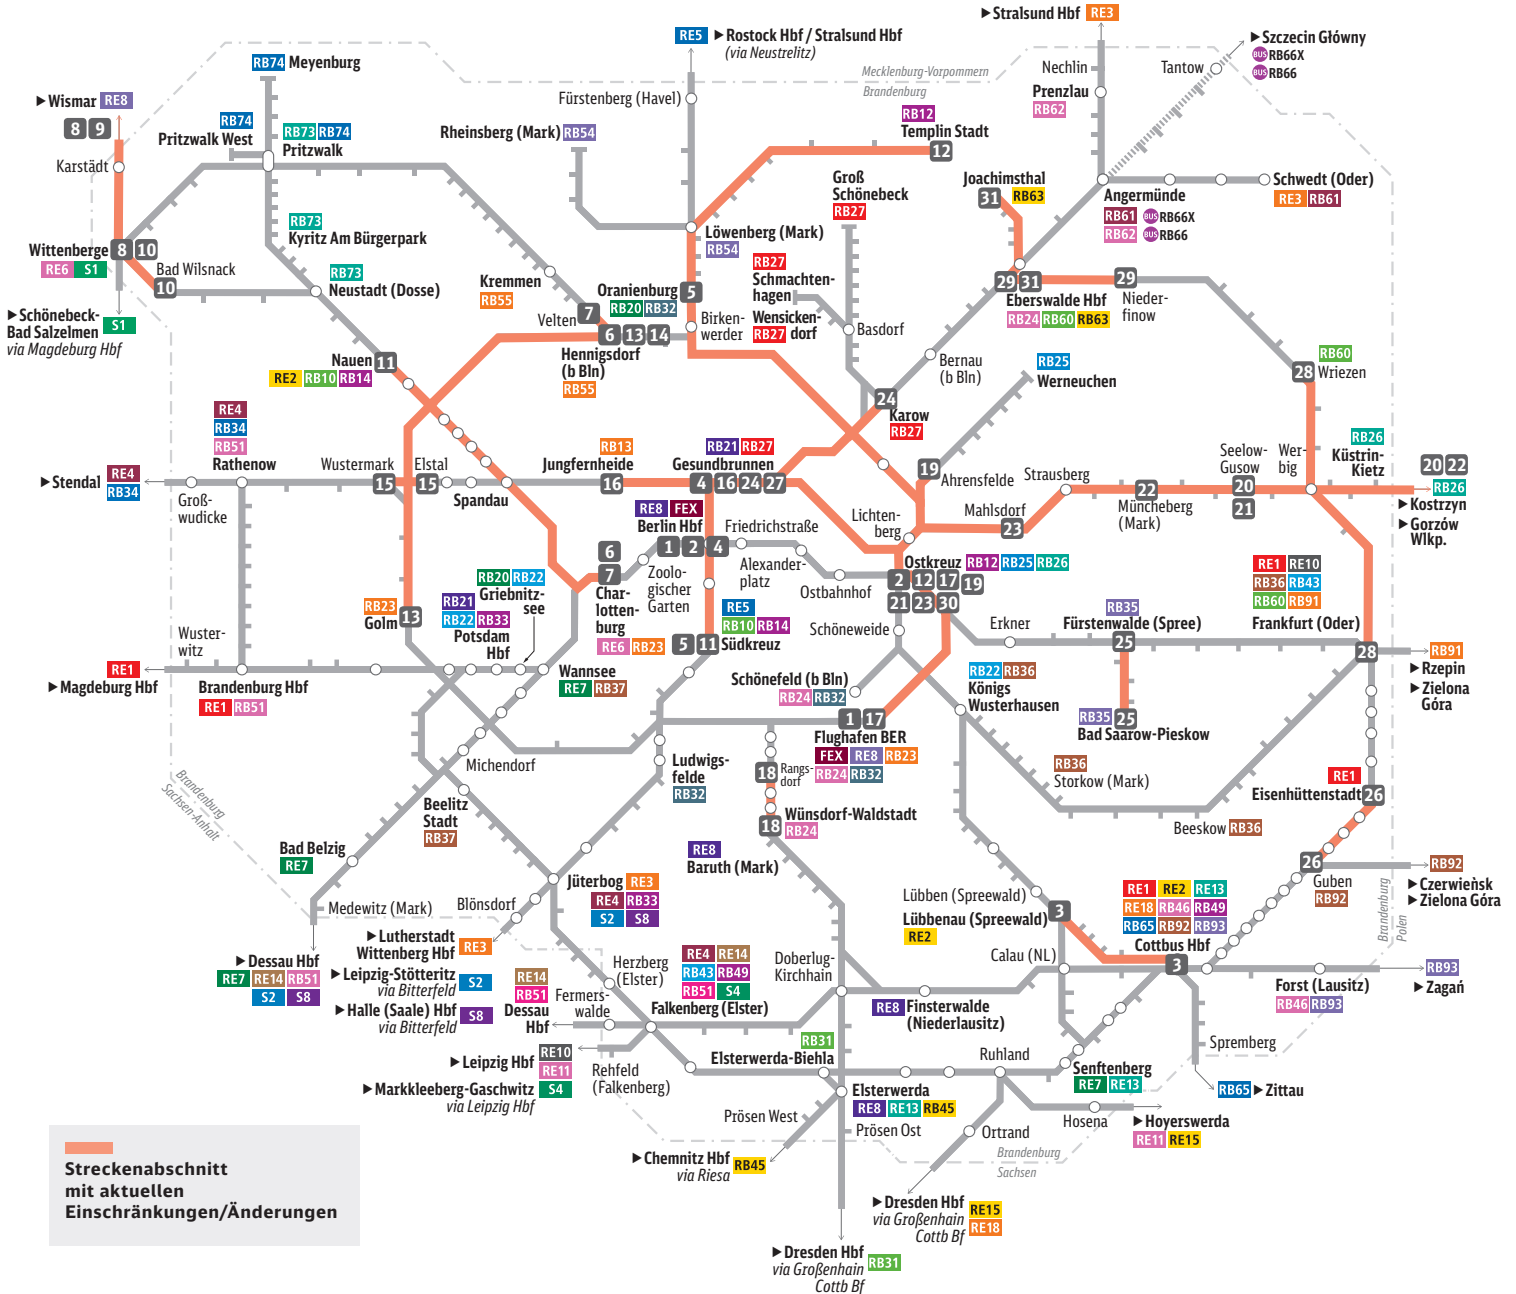 Stralsund Hbf RE3
RE5 Rostock Hbf / Stralsund Hbf
(via Neustrelitz)
Szczecin Główny
BUS RB66X
BUS RB66
RB74 Meyenburg
Mecklenburg-Vorpommern
Brandenburg
Nechlin
Tantow
Prenzlau
RB62
Wismar RE8
8 9
Fürstenberg (Havel)
RB74
Pritzwalk West
RB73 RB74
Pritzwalk
Rheinsberg (Mark) RB54
RB12
Templin Stadt
12
Karstädt
Groß
Schönebeck
RB27
Joachimsthal
31 RB63
Angermünde
RB61 BUS RB66X
RB62 BUS RB66
Schwedt (Oder)
RE3 RB61
RB73
Kyritz Am Bürgerpark
Löwenberg (Mark)
RB54
Wittenberge 8 10
RE6 S1
Bad Wilsnack
10
RB73
Neustadt (Dosse)
Kremmen
RB55
Oranienburg 5
RB20 RB32
RB27
Schmachten-
hagen
Wensicken-
RB27 dorf
Basdorf
29 31
Eberswalde Hbf
RB24 RB60 RB63
29
Nieder-
finow
Schönebeck-
Bad Salzelmen S1
via Magdeburg Hbf
Velten 7
6 13 14
Hennigsdorf
(b Bln)
RB55
Birken-
werder
Nauen 11
RE2 RB10 RB14
Bernau
(b Bln)
RB25
Werneuchen
RB60
28 Wriezen
24
Karow
RB27
RE4
RB34
RB51
Rathenow
Wustermark
15
Elstal
15
Spandau
RB13
Jungfernheide
16
RB21 RB27
Gesundbrunnen
4 16 24 27
19
Ahrensfelde
Strausberg
Seelow-
Gusow
20
21
Wer-
big
RB26
Küstrin-
Kietz
20 22
RB26
Kostrzyn
Gorzów
Wlkp.
Stendal RE4
RB34
Groß-
wudicke
RE8 FEX
Berlin Hbf
1 2 4
Friedrichstraße
Lichten-
berg
Mahlsdorf
23
22
Müncheberg
(Mark)
6
7
Char-
lotten-
burg
RE6 RB23
Zoolo-
gischer
Garten
Alexander-
platz
Ostbahnhof
Ostkreuz RB12 RB25 RB26
2 12 17 19
21 23 30
RE1 RE10
RB36 RB43
RB60 RB91
Frankfurt (Oder)
28
RB20 RB22
Griebnitz-
see
RB21
RB22 RB33
Potsdam
Hbf
RB23
Golm 13
RE5
RB10 RB14
5 11 Südkreuz
Schöneweide
Erkner
RB35
Fürstenwalde (Spree)
25
Wuster-
witz
RE1
Magdeburg Hbf
Brandenburg Hbf
RE1 RB51
Wannsee
RE7 RB37
Schönefeld (b Bln)
RB24 RB32
RB22 RB36
Königs
Wusterhausen
RB91
Rzepin
Zielona
Góra
1 17
Flughafen BER
FEX RE8 RB23
RB24 RB32
RB35 25
Bad Saarow-Pieskow
Michendorf
Ludwigs-
felde
RB32
18 Rangs-
dorf
RB36
Storkow (Mark)
RE1
Eisenhüttenstadt 26
Brandenburg
Sachsen-Anhalt
Beelitz
Stadt
RB37
18
Wünsdorf-Waldstadt
RB24
Beeskow RB36
Bad Belzig
RE7
RE8
Baruth (Mark)
26
Guben
RB92
RB92
Czerwieńsk
Zielona Góra
Jüterbog RE3
RE4 RB33
S2 S8
Lübben (Spreewald)
Lübbenau (Spreewald) 3
RE2
RE1 RE2 RE13
RE18 RB46 RB49
RB65 RB92 RB93
Cottbus Hbf
3
Brandenburg
Polen
Medewitz (Mark)
Blönsdorf
Lutherstadt
Wittenberg Hbf RE3
Dessau Hbf
RE7 RE14 RB51
S2 S8
Leipzig-Stötteritz
via Bitterfeld S2
Halle (Saale) Hbf
via Bitterfeld S8
RE14
RB51
Dessau
Hbf
Herzberg
(Elster)
Fermers-
walde
RE4 RE14
RB43 RB49
RB51 S4
Falkenberg (Elster)
Doberlug-
Kirchhain
Calau (NL)
RE8 Finsterwalde
(Niederlausitz)
Forst (Lausitz)
RB46 RB93
RB93
Zagań
Leipzig Hbf RE10
RE11
Markkleeberg-Gaschwitz S4
via Leipzig Hbf
Rehfeld
(Falkenberg)
RB31
Elsterwerda-Biehla
Ruhland
Senftenberg
RE7 RE13
Spremberg
RB65 Zittau
Elsterwerda
RE8 RE13 RB45
Prösen West
Prösen Ost
Ortrand
Hosena
Hoyerswerda
RE11 RE15
Chemnitz Hbf RB45
via Riesa
Brandenburg
Sachsen
Dresden Hbf RE15
via Großenhain RE18
Cottb Bf
Dresden Hbf RB31
via Großenhain
Cottb Bf
Streckenabschnitt
mit aktuellen
Einschränkungen/Änderungen